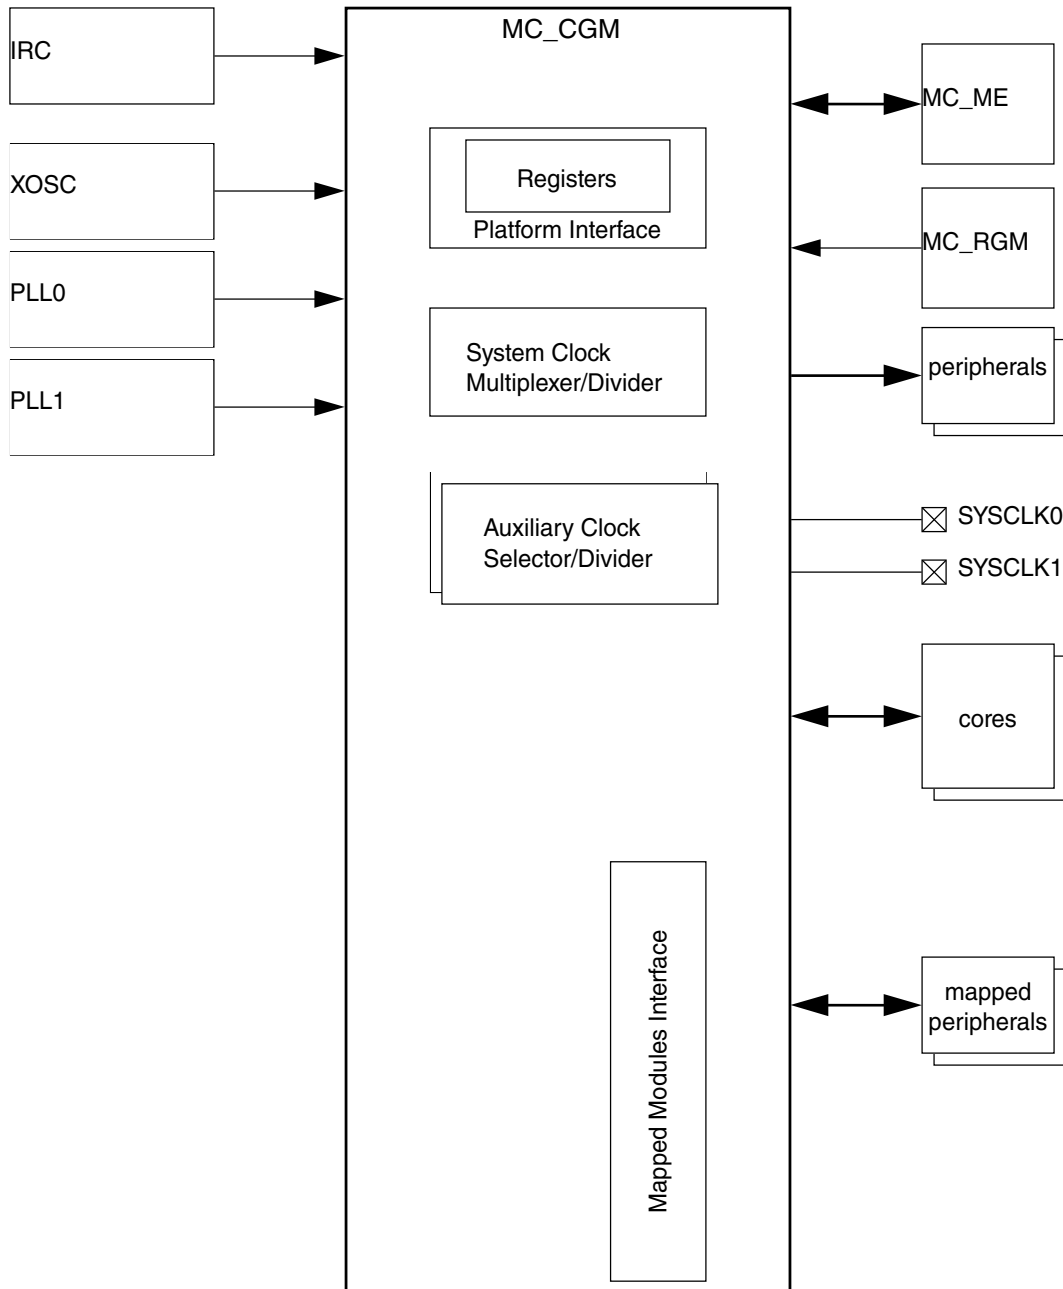 MC_CGM
IRC
XOSC
PLL0
PLL1
Registers
Platform Interface
System Clock
Multiplexer/Divider
Auxiliary Clock
Selector/Divider
Mapped Modules Interface
MC_ME
MC_RGM
peripherals
SYSCLK0
SYSCLK1
cores
mapped
peripherals